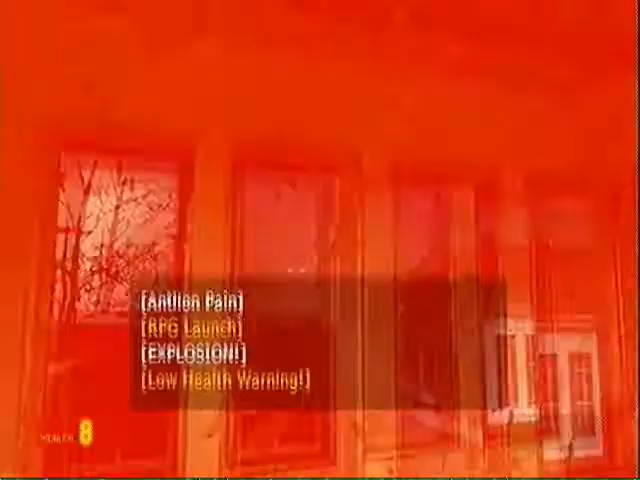 [Antlion Pain]
[RPG Launch]
[EXPLOSION!]
[Low Health Warning!]
HEALTH 8